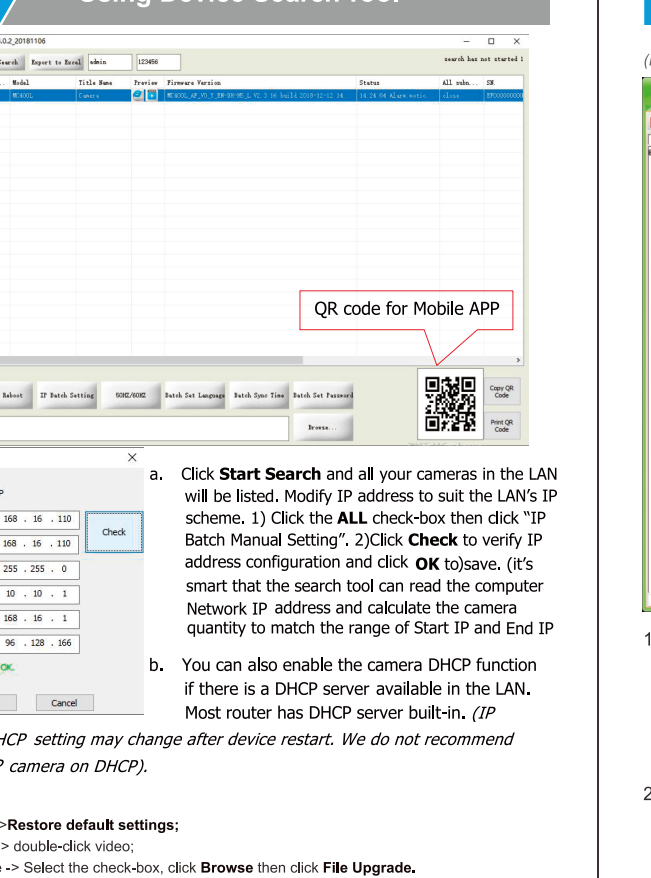 Using Device Search Tool
.0.2_20181106
Search Export to Excel admin 123456 search has not started !
Model Title Name Preview Firmware Version Status All subn... SN
MC400L Camera close
QR code for Mobile APP
Reboot IP Batch Setting 50HZ/60HZ Batch Set Language Batch Sync Time Batch Set Password
Copy QR Code
Browse...
Print QR Code
P
168 . 16 . 110
Check
168 . 16 . 110
255 . 255 . 0
10 . 10 . 1
168 . 16 . 1
96 . 128 . 166
OK.
Cancel
a. Click Start Search and all your cameras in the LAN
will be listed. Modify IP address to suit the LAN's IP
scheme. 1) Click the ALL check-box then click “IP
Batch Manual Setting”. 2)Click Check to verify IP
address configuration and click OK to)save. (it's
smart that the search tool can read the computer
Network IP address and calculate the camera
quantity to match the range of Start IP and End IP
b. You can also enable the camera DHCP function
if there is a DHCP server available in the LAN.
Most router has DHCP server built-in. (IP
HCP setting may change after device restart. We do not recommend
P camera on DHCP).
>Restore default settings;
> double-click video;
e -> Select the check-box, click Browse then click File Upgrade.
1
2